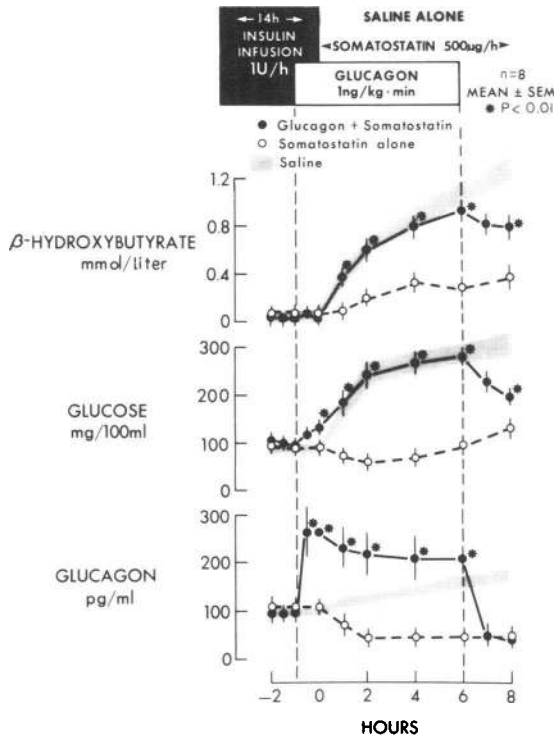 14h
INSULIN
INFUSION
1U/h
SALINE ALONE
SOMATOSTATIN 500µg/h
GLUCAGON
1ng/kg·min
n=8
MEAN ± SEM
✱ P<0.01
Glucagon + Somatostatin
Somatostatin alone
Saline
β-HYDROXYBUTYRATE
mmol/liter
1.2
0.8
0.4
0
GLUCOSE
mg/100ml
300
200
100
0
GLUCAGON
pg/ml
300
200
100
0
-2 0 2 4 6 8
HOURS